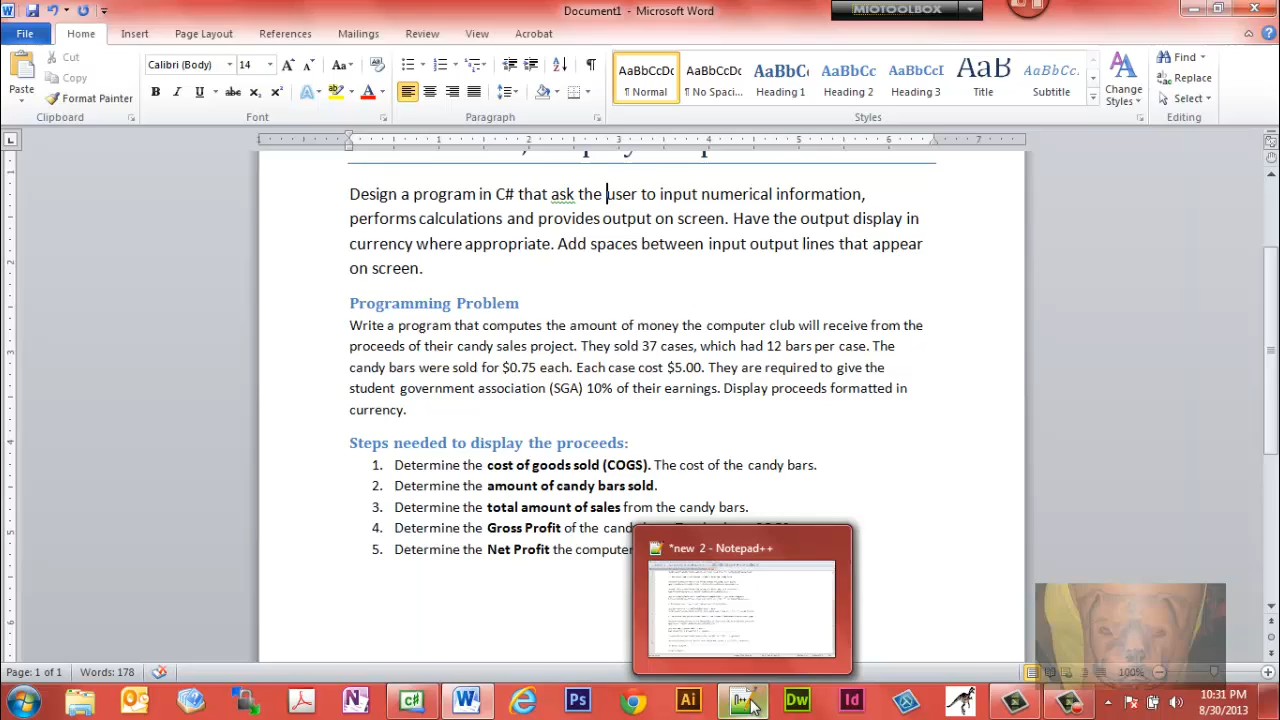 Document1 - Microsoft Word
MIOTOOLBOX
File Home Insert Page Layout References Mailings Review View Acrobat
Cut
Copy
Format Painter
Paste
Clipboard
Calibri (Body) 14
Font
Paragraph
AaBbCcDc AaBbCcDc AaBbC AaBbCc AaBbCcI AaB AaBbCc.
¶ Normal ¶ No Spaci... Heading 1 Heading 2 Heading 3 Title Subtitle
Change Styles
Styles
Find
Replace
Select
Editing
Design a program in C# that ask the user to input numerical information,
performs calculations and provides output on screen. Have the output display in
currency where appropriate. Add spaces between input output lines that appear
on screen.
Programming Problem
Write a program that computes the amount of money the computer club will receive from the
proceeds of their candy sales project. They sold 37 cases, which had 12 bars per case. The
candy bars were sold for $0.75 each. Each case cost $5.00. They are required to give the
student government association (SGA) 10% of their earnings. Display proceeds formatted in
currency.
Steps needed to display the proceeds:
1. Determine the cost of goods sold (COGS). The cost of the candy bars.
2. Determine the amount of candy bars sold.
3. Determine the total amount of sales from the candy bars.
4. Determine the Gross Profit of the cand
5. Determine the Net Profit the computer
*new 2 - Notepad++
Page: 1 of 1 Words: 178 100%
10:31 PM
8/30/2013